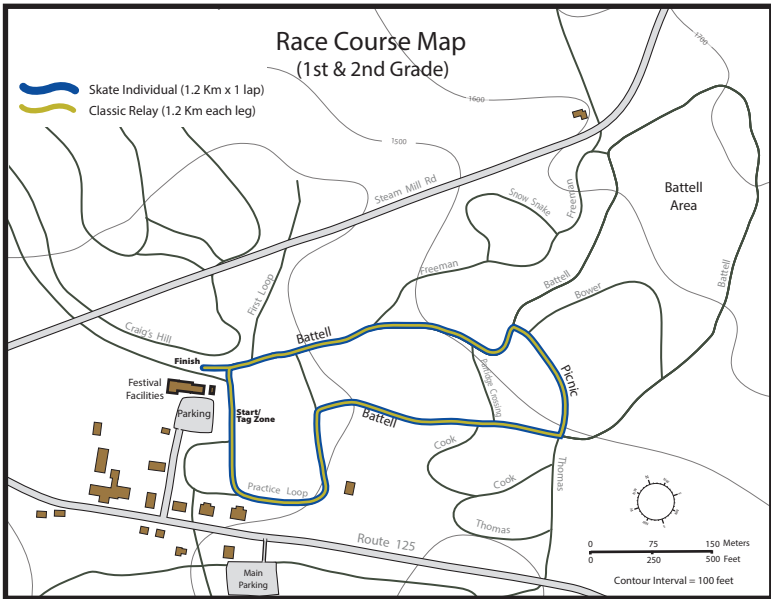 Race Course Map
(1st & 2nd Grade)
Skate Individual (1.2 Km x 1 lap)
Classic Relay (1.2 Km each leg)
1700
1600
1500
Steam Mill Rd
Snow Snake
Freeman
Battell
Area
Freeman
Battell
Battell
Bower
First Loop
Craig's Hill
Battell
Finish
Porridge Crossing
Picnic
Festival
Facilities
Parking
Start/
Tag Zone
Battell
Cook
Cook
Thomas
Practice Loop
Thomas
Route 125
Main
Parking
0 75 150 Meters
0 250 500 Feet
Contour Interval = 100 feet